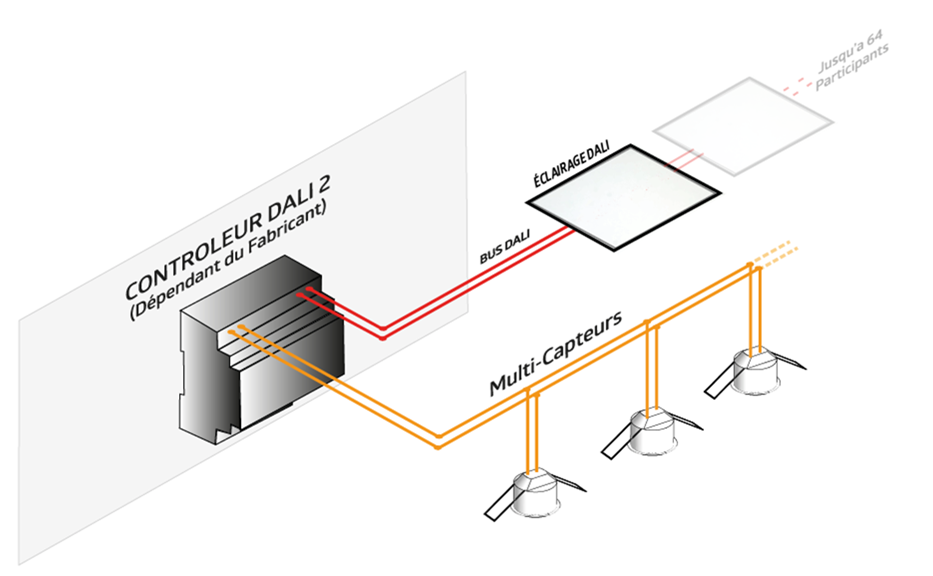 Jusqu'a 64
Participants
ÉCLAIRAGE DALI
CONTROLEUR DALI 2
(Dépendant du Fabricant)
BUS DALI
Multi-Capteurs